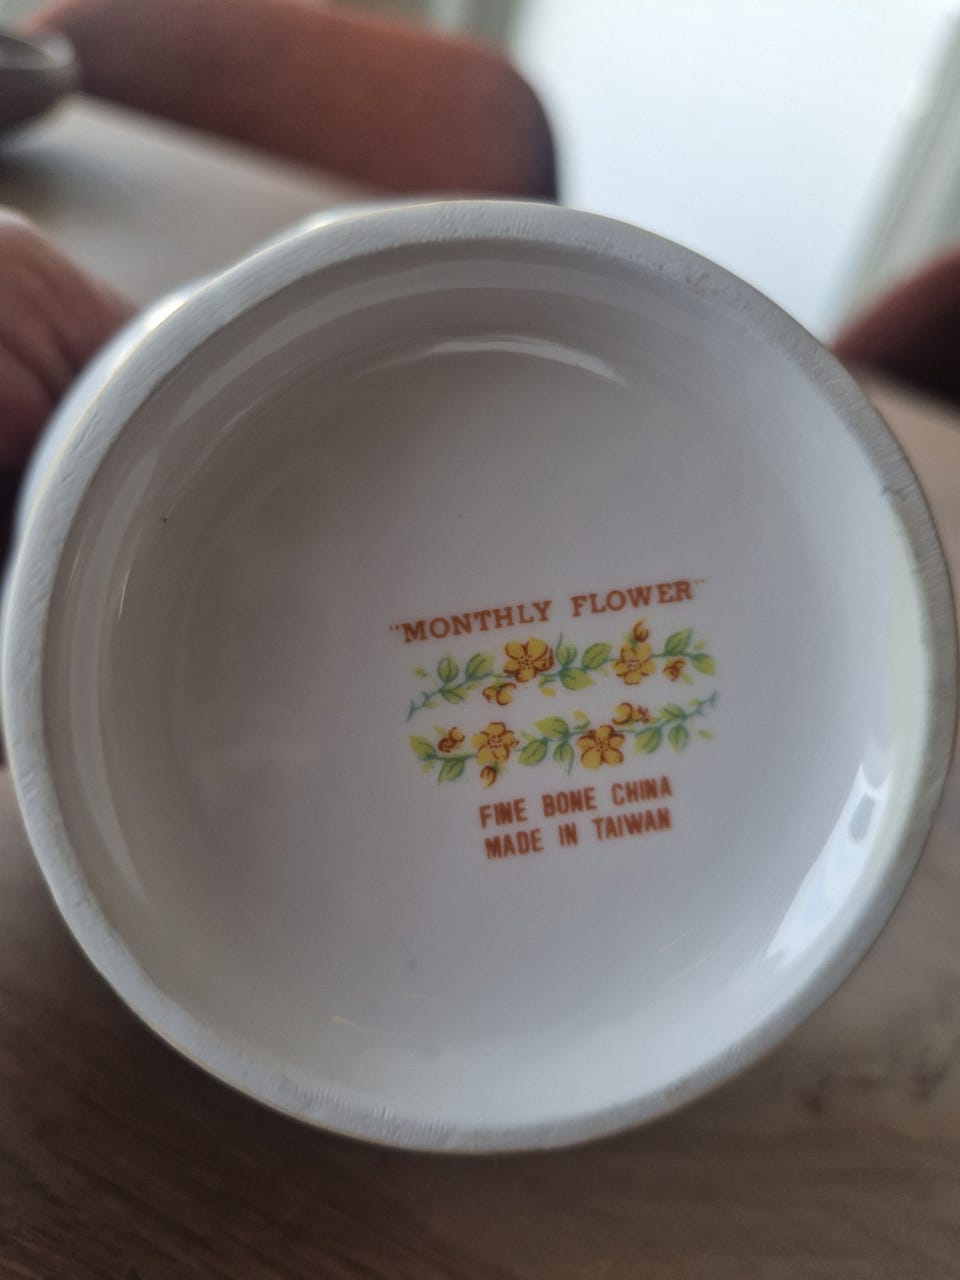 "MONTHLY FLOWER"
FINE BONE CHINA
MADE IN TAIWAN